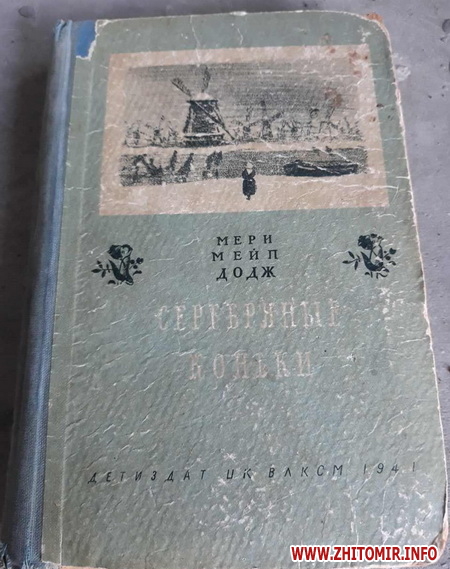 МЕРИ
МЕЙП
ДОДЖ
СЕРЕБРЯНЫЕ
КОНЬКИ
ДЕТИЗДАТ ЦК ВЛКСМ 1941
WWW.ZHITOMIR.INFO